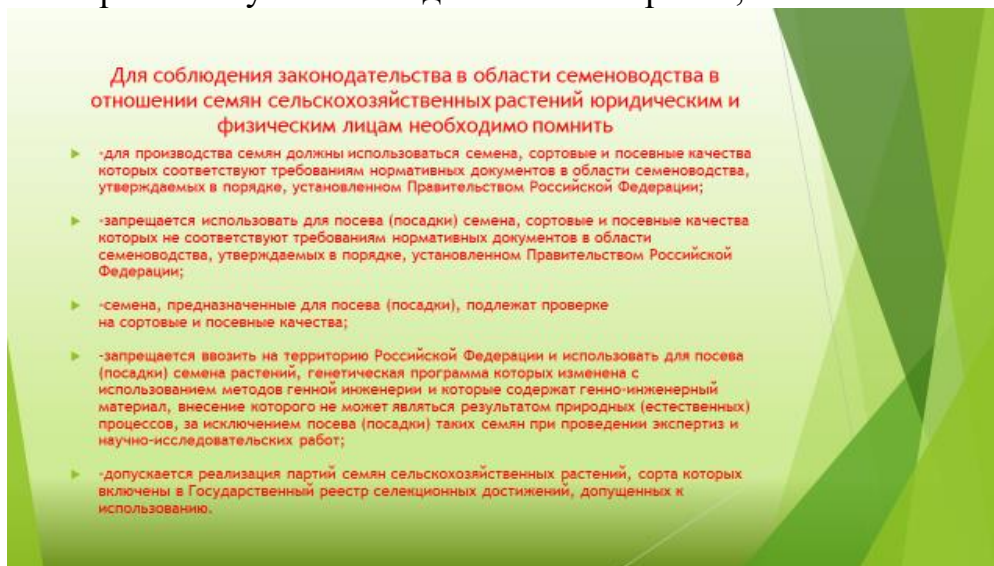 Для соблюдения законодательства в области семеноводства в
отношении семян сельскохозяйственных растений юридическим и
физическим лицам необходимо помнить
-для производства семян должны использоваться семена, сортовые и посевные качества
которых соответствуют требованиям нормативных документов в области семеноводства,
утверждаемых в порядке, установленном Правительством Российской Федерации;
-запрещается использовать для посева (посадки) семена, сортовые и посевные качества
которых не соответствуют требованиям нормативных документов в области
семеноводства, утверждаемых в порядке, установленном Правительством Российской
Федерации;
-семена, предназначенные для посева (посадки), подлежат проверке
на сортовые и посевные качества;
-запрещается ввозить на территорию Российской Федерации и использовать для посева
(посадки) семена растений, генетическая программа которых изменена с
использованием методов генной инженерии и которые содержат генно-инженерный
материал, внесение которого не может являться результатом природных (естественных)
процессов, за исключением посева (посадки) таких семян при проведении экспертиз и
научно-исследовательских работ;
-допускается реализация партий семян сельскохозяйственных растений, сорта которых
включены в Государственный реестр селекционных достижений, допущенных к
использованию.